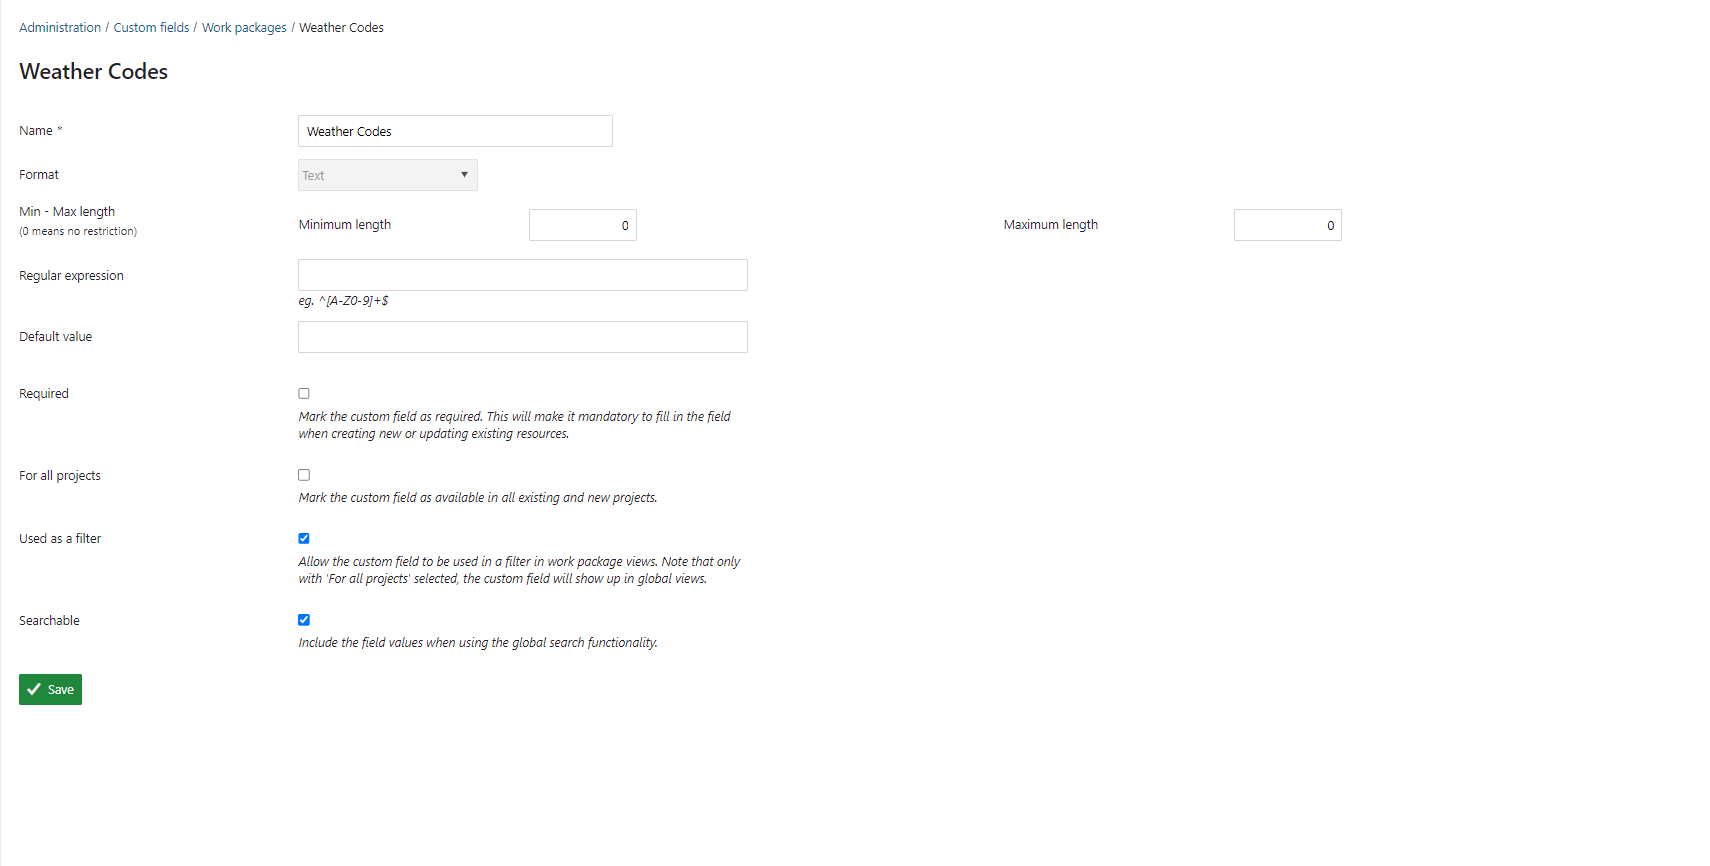 Administration / Custom fields / Work packages / Weather Codes
Weather Codes
Name *
Weather Codes
Format
Text
Min - Max length
(0 means no restriction)
Minimum length
0
Maximum length
0
Regular expression
eg. ^[A-Z0-9]+$
Default value
Required
Mark the custom field as required. This will make it mandatory to fill in the field
when creating new or updating existing resources.
For all projects
Mark the custom field as available in all existing and new projects.
Used as a filter
Allow the custom field to be used in a filter in work package views. Note that only
with 'For all projects' selected, the custom field will show up in global views.
Searchable
Include the field values when using the global search functionality.
Save